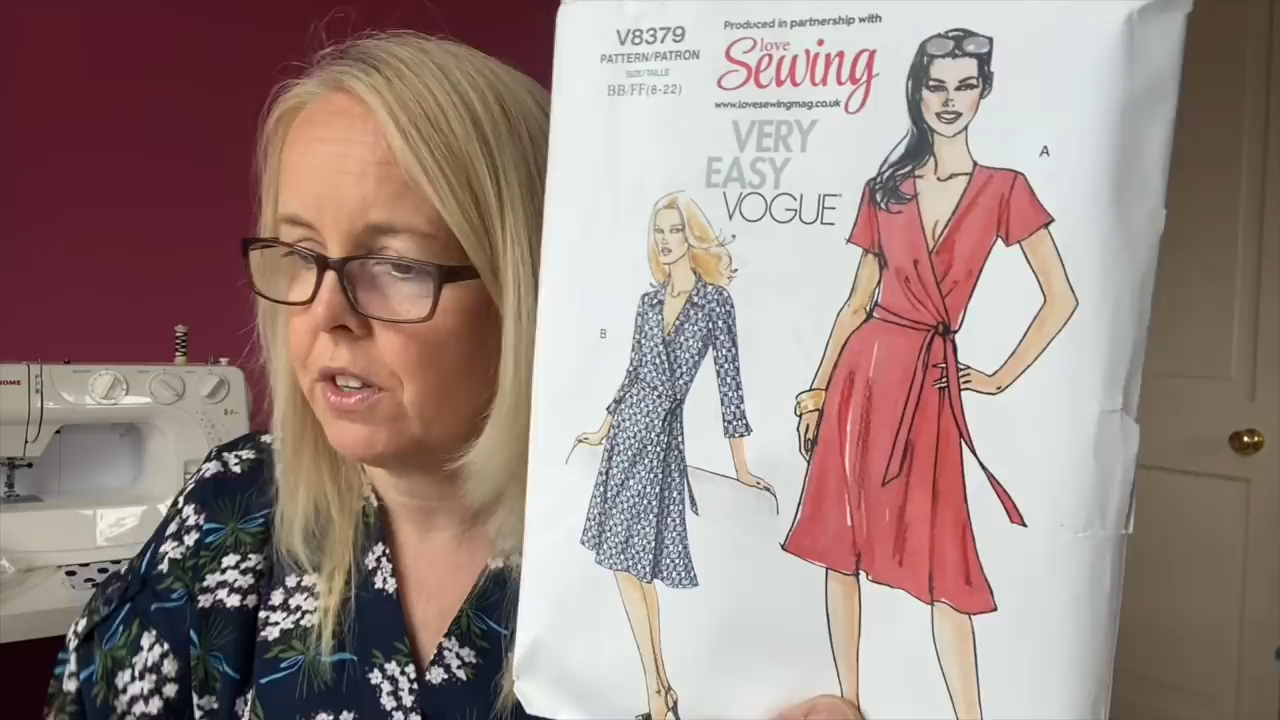 V8379
PATTERN/PATRON
SIZE/TAILLE
BB/FF(8-22)
Produced in partnership with
love
Sewing
www.lovesewingmag.co.uk
VERY
EASY
VOGUE
A
B
OME